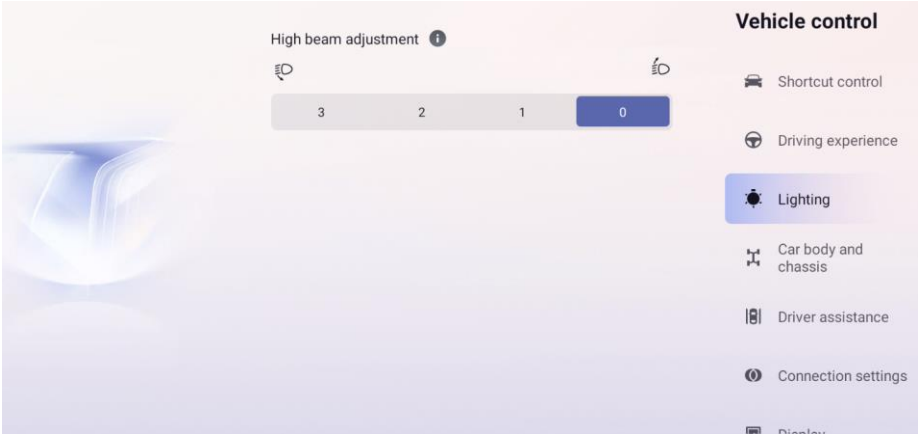 High beam adjustment
3 2 1 0
Vehicle control
Shortcut control
Driving experience
Lighting
Car body and
chassis
Driver assistance
Connection settings
Display